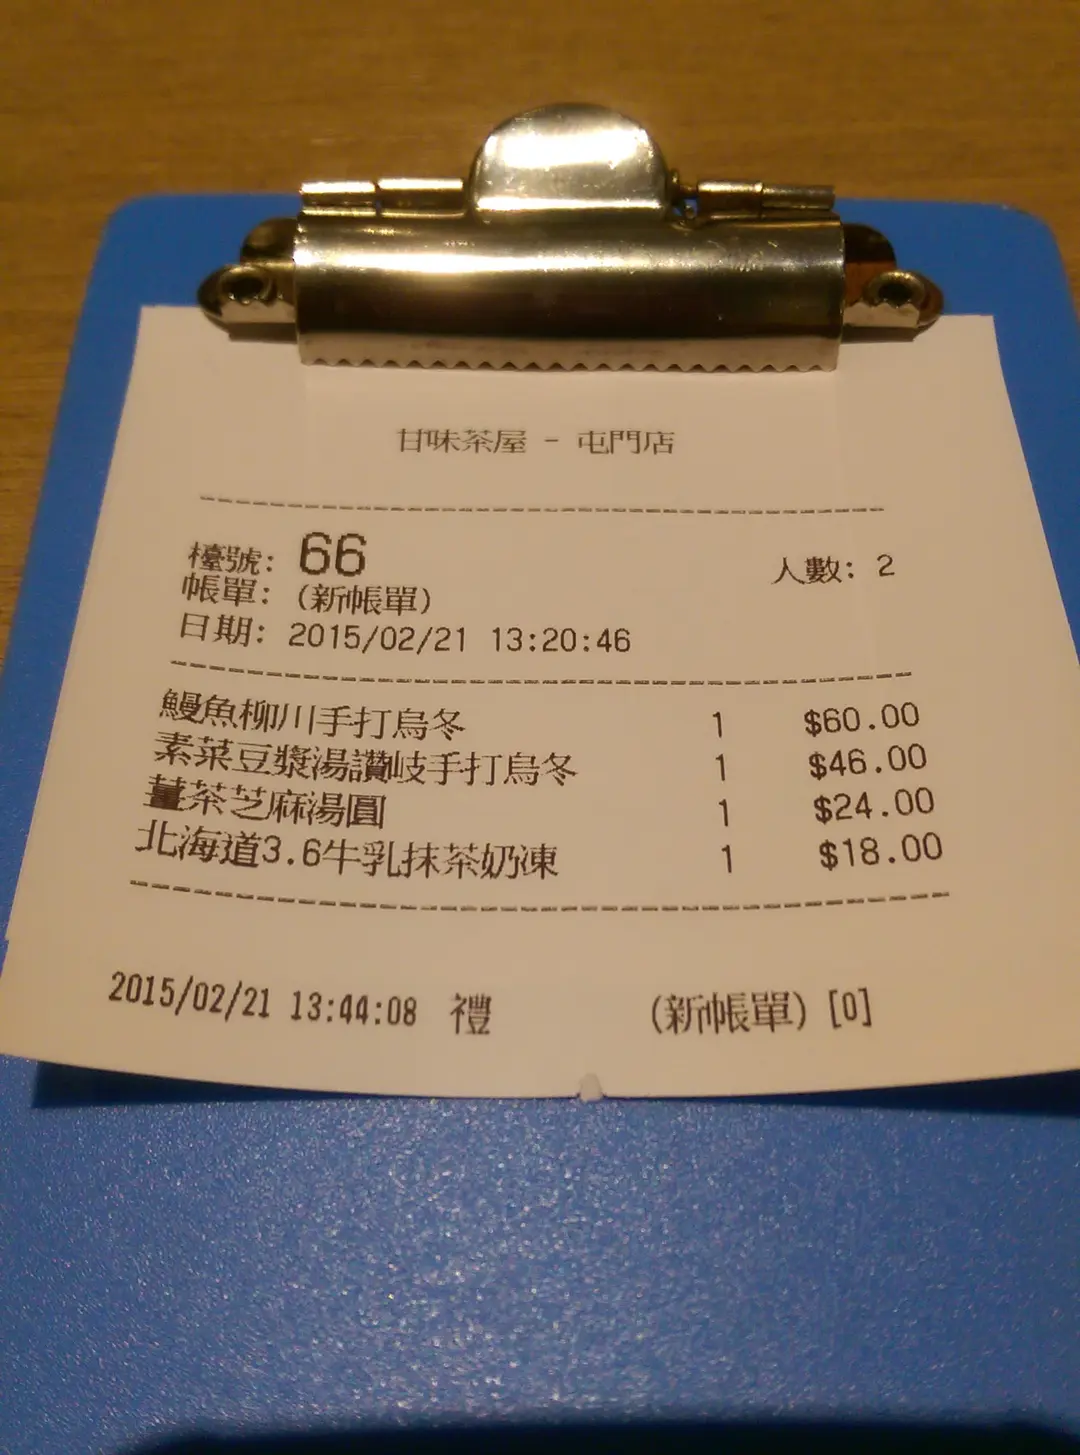 甘味茶屋 - 屯門店
檯號: 66 人數: 2
帳單: (新帳單)
日期: 2015/02/21 13:20:46
鰻魚柳川手打烏冬 1 $60.00
素菜豆漿湯讚岐手打烏冬 1 $46.00
薑茶芝麻湯圓 1 $24.00
北海道3.6牛乳抹茶奶凍 1 $18.00
2015/02/21 13:44:08 禮 (新帳單) [0]